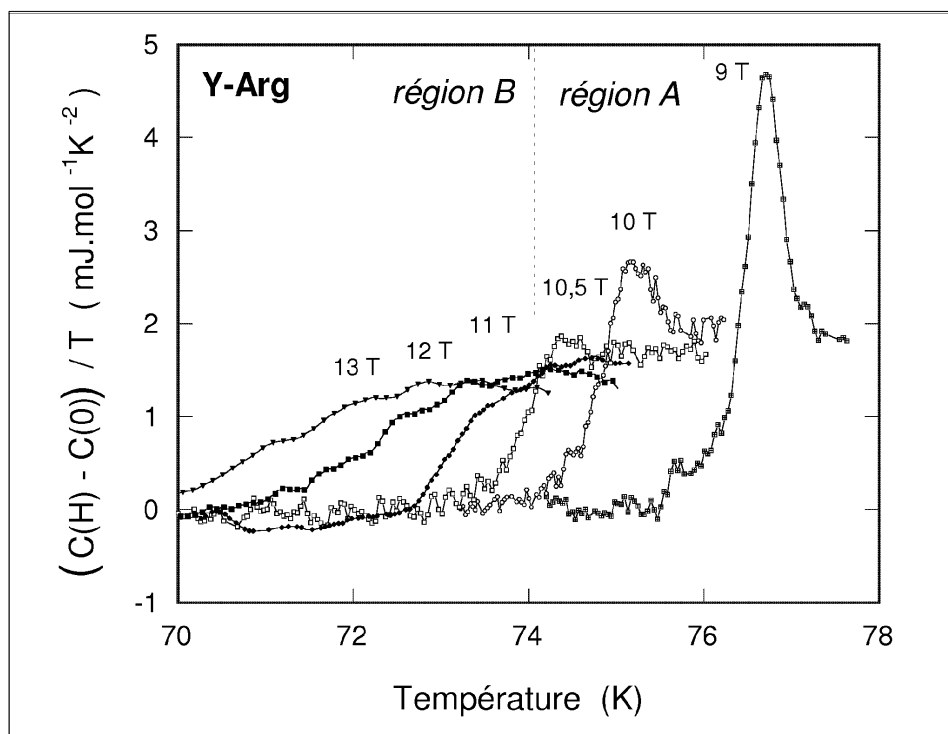 5
4
3
2
1
0
-1
Y-Arg
région B
région A
9 T
10 T
10,5 T
11 T
12 T
13 T
( C(H) - C(0)) / T ( mJ.mol -1K -2 )
70
72
74
76
78
Température (K)